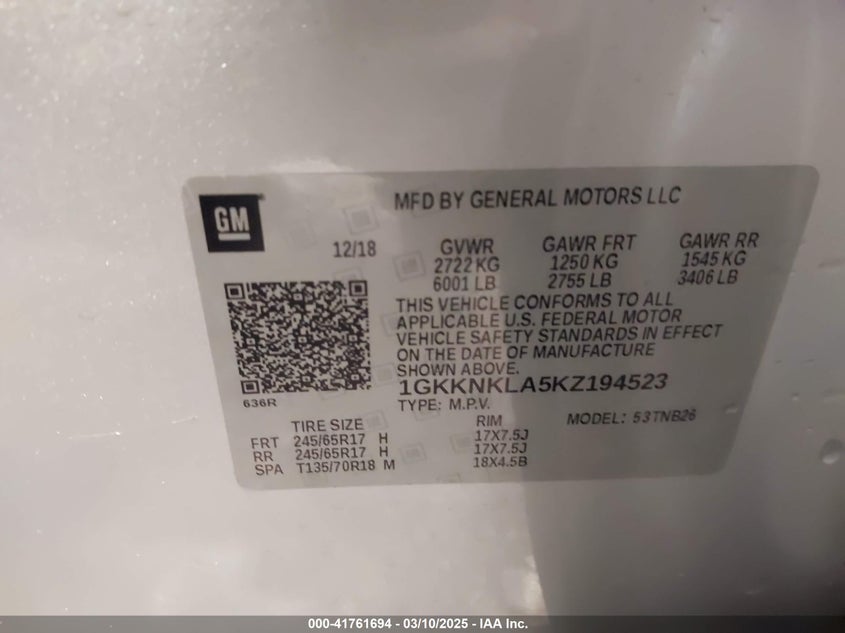 GM
MFD BY GENERAL MOTORS LLC
12/18
GVWR
2722 KG
6001 LB
GAWR FRT
1250 KG
2755 LB
GAWR RR
1545 KG
3406 LB
THIS VEHICLE CONFORMS TO ALL
APPLICABLE U.S. FEDERAL MOTOR
VEHICLE SAFETY STANDARDS IN EFFECT
ON THE DATE OF MANUFACTURE
SHOWN ABOVE.
1GKKNKLA5KZ194523
636R
TYPE: M.P.V.
MODEL: 53TNB26
TIRE SIZE RIM
FRT 245/65R17 H 17X7.5J
RR 245/65R17 H 17X7.5J
SPA T135/70R18 M 18X4.5B
000-41761694 — 03/10/2025 — IAA Inc.